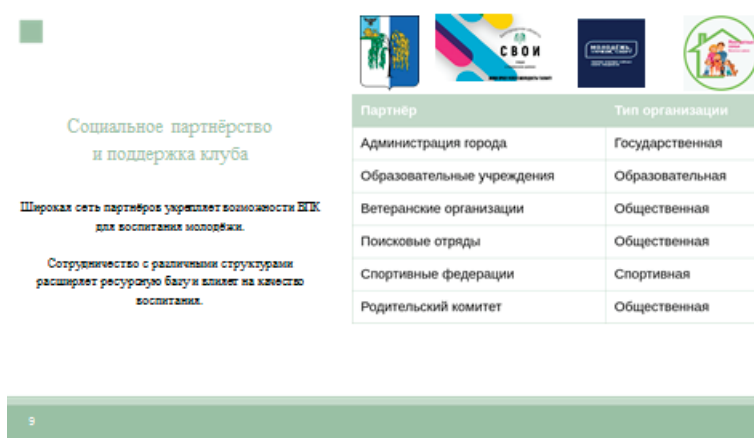 СВОИ
Социальное партнёрство
и поддержка клуба
Широкая сеть партнёров укрепляет возможности ВПК
для воспитания молодёжи.
Сотрудничество с различными структурами
расширяет ресурсную базу и влияет на качество
воспитания.
Партнёр Тип организации
Администрация города Государственная
Образовательные учреждения Образовательная
Ветеранские организации Общественная
Поисковые отряды Общественная
Спортивные федерации Спортивная
Родительский комитет Общественная
9